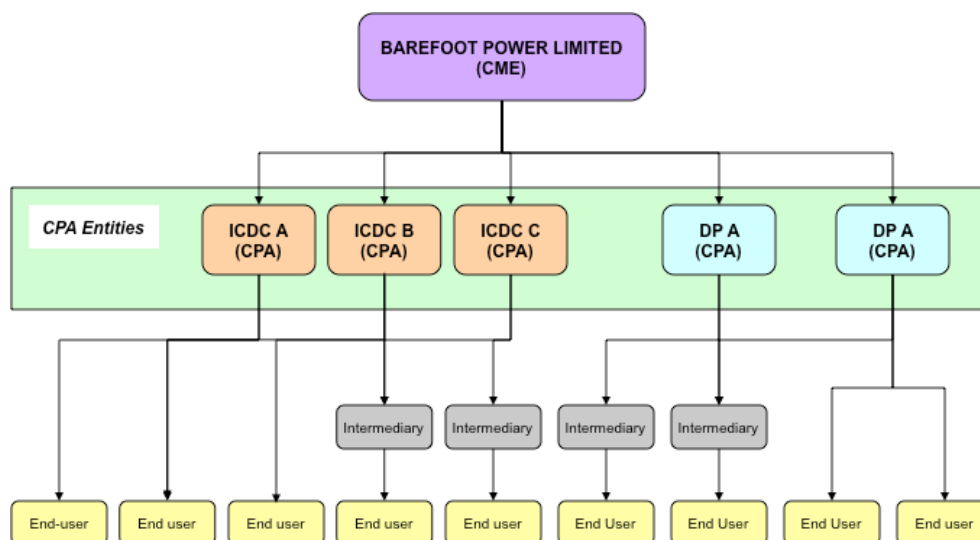 BAREFOOT POWER LIMITED
(CME)
CPA Entities
ICDC A
(CPA)
ICDC B
(CPA)
ICDC C
(CPA)
DP A
(CPA)
DP A
(CPA)
Intermediary
Intermediary
Intermediary
Intermediary
End-user
End user
End user
End user
End user
End User
End User
End User
End user